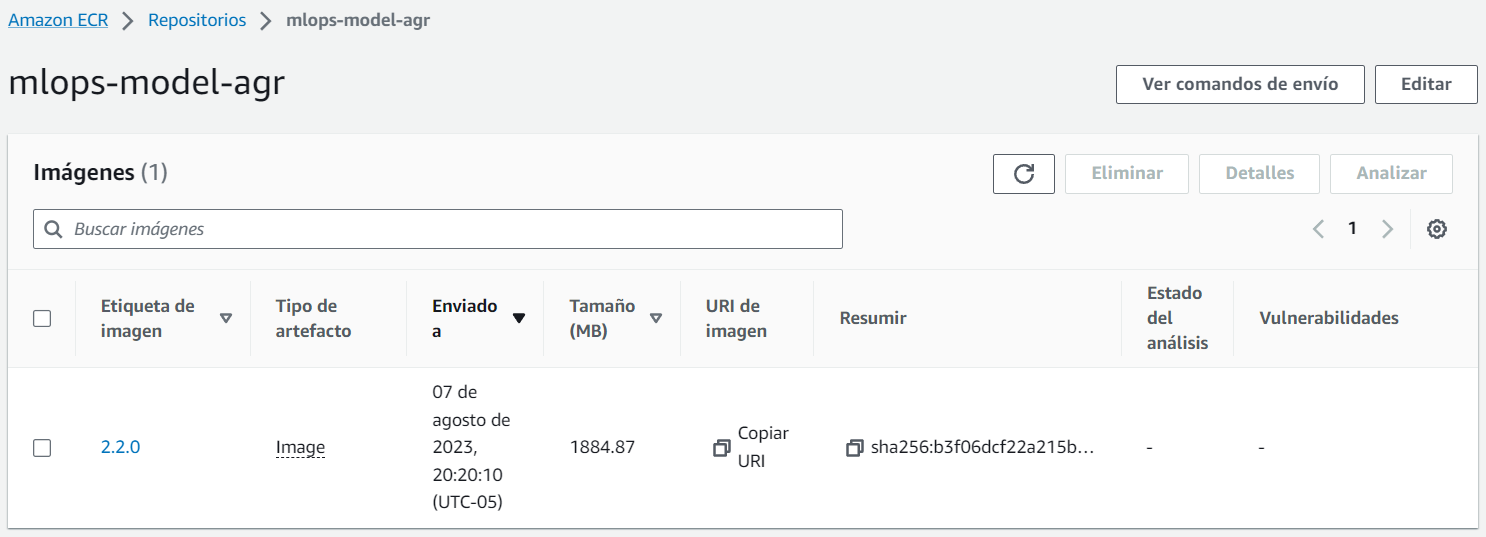 Amazon ECR > Repositorios > mlops-model-agr
mlops-model-agr
Ver comandos de envío
Editar
Imágenes (1)
Eliminar
Detalles
Analizar
Buscar imágenes
1
Etiqueta de
imagen
Tipo de
artefacto
Enviado
a
Tamaño
(MB)
URI de
imagen
Resumir
Estado
del
análisis
Vulnerabilidades
2.2.0
Image
07 de
agosto de
2023,
20:20:10
(UTC-05)
1884.87
Copiar
URI
sha256:b3f06dcf22a215b...
-
-